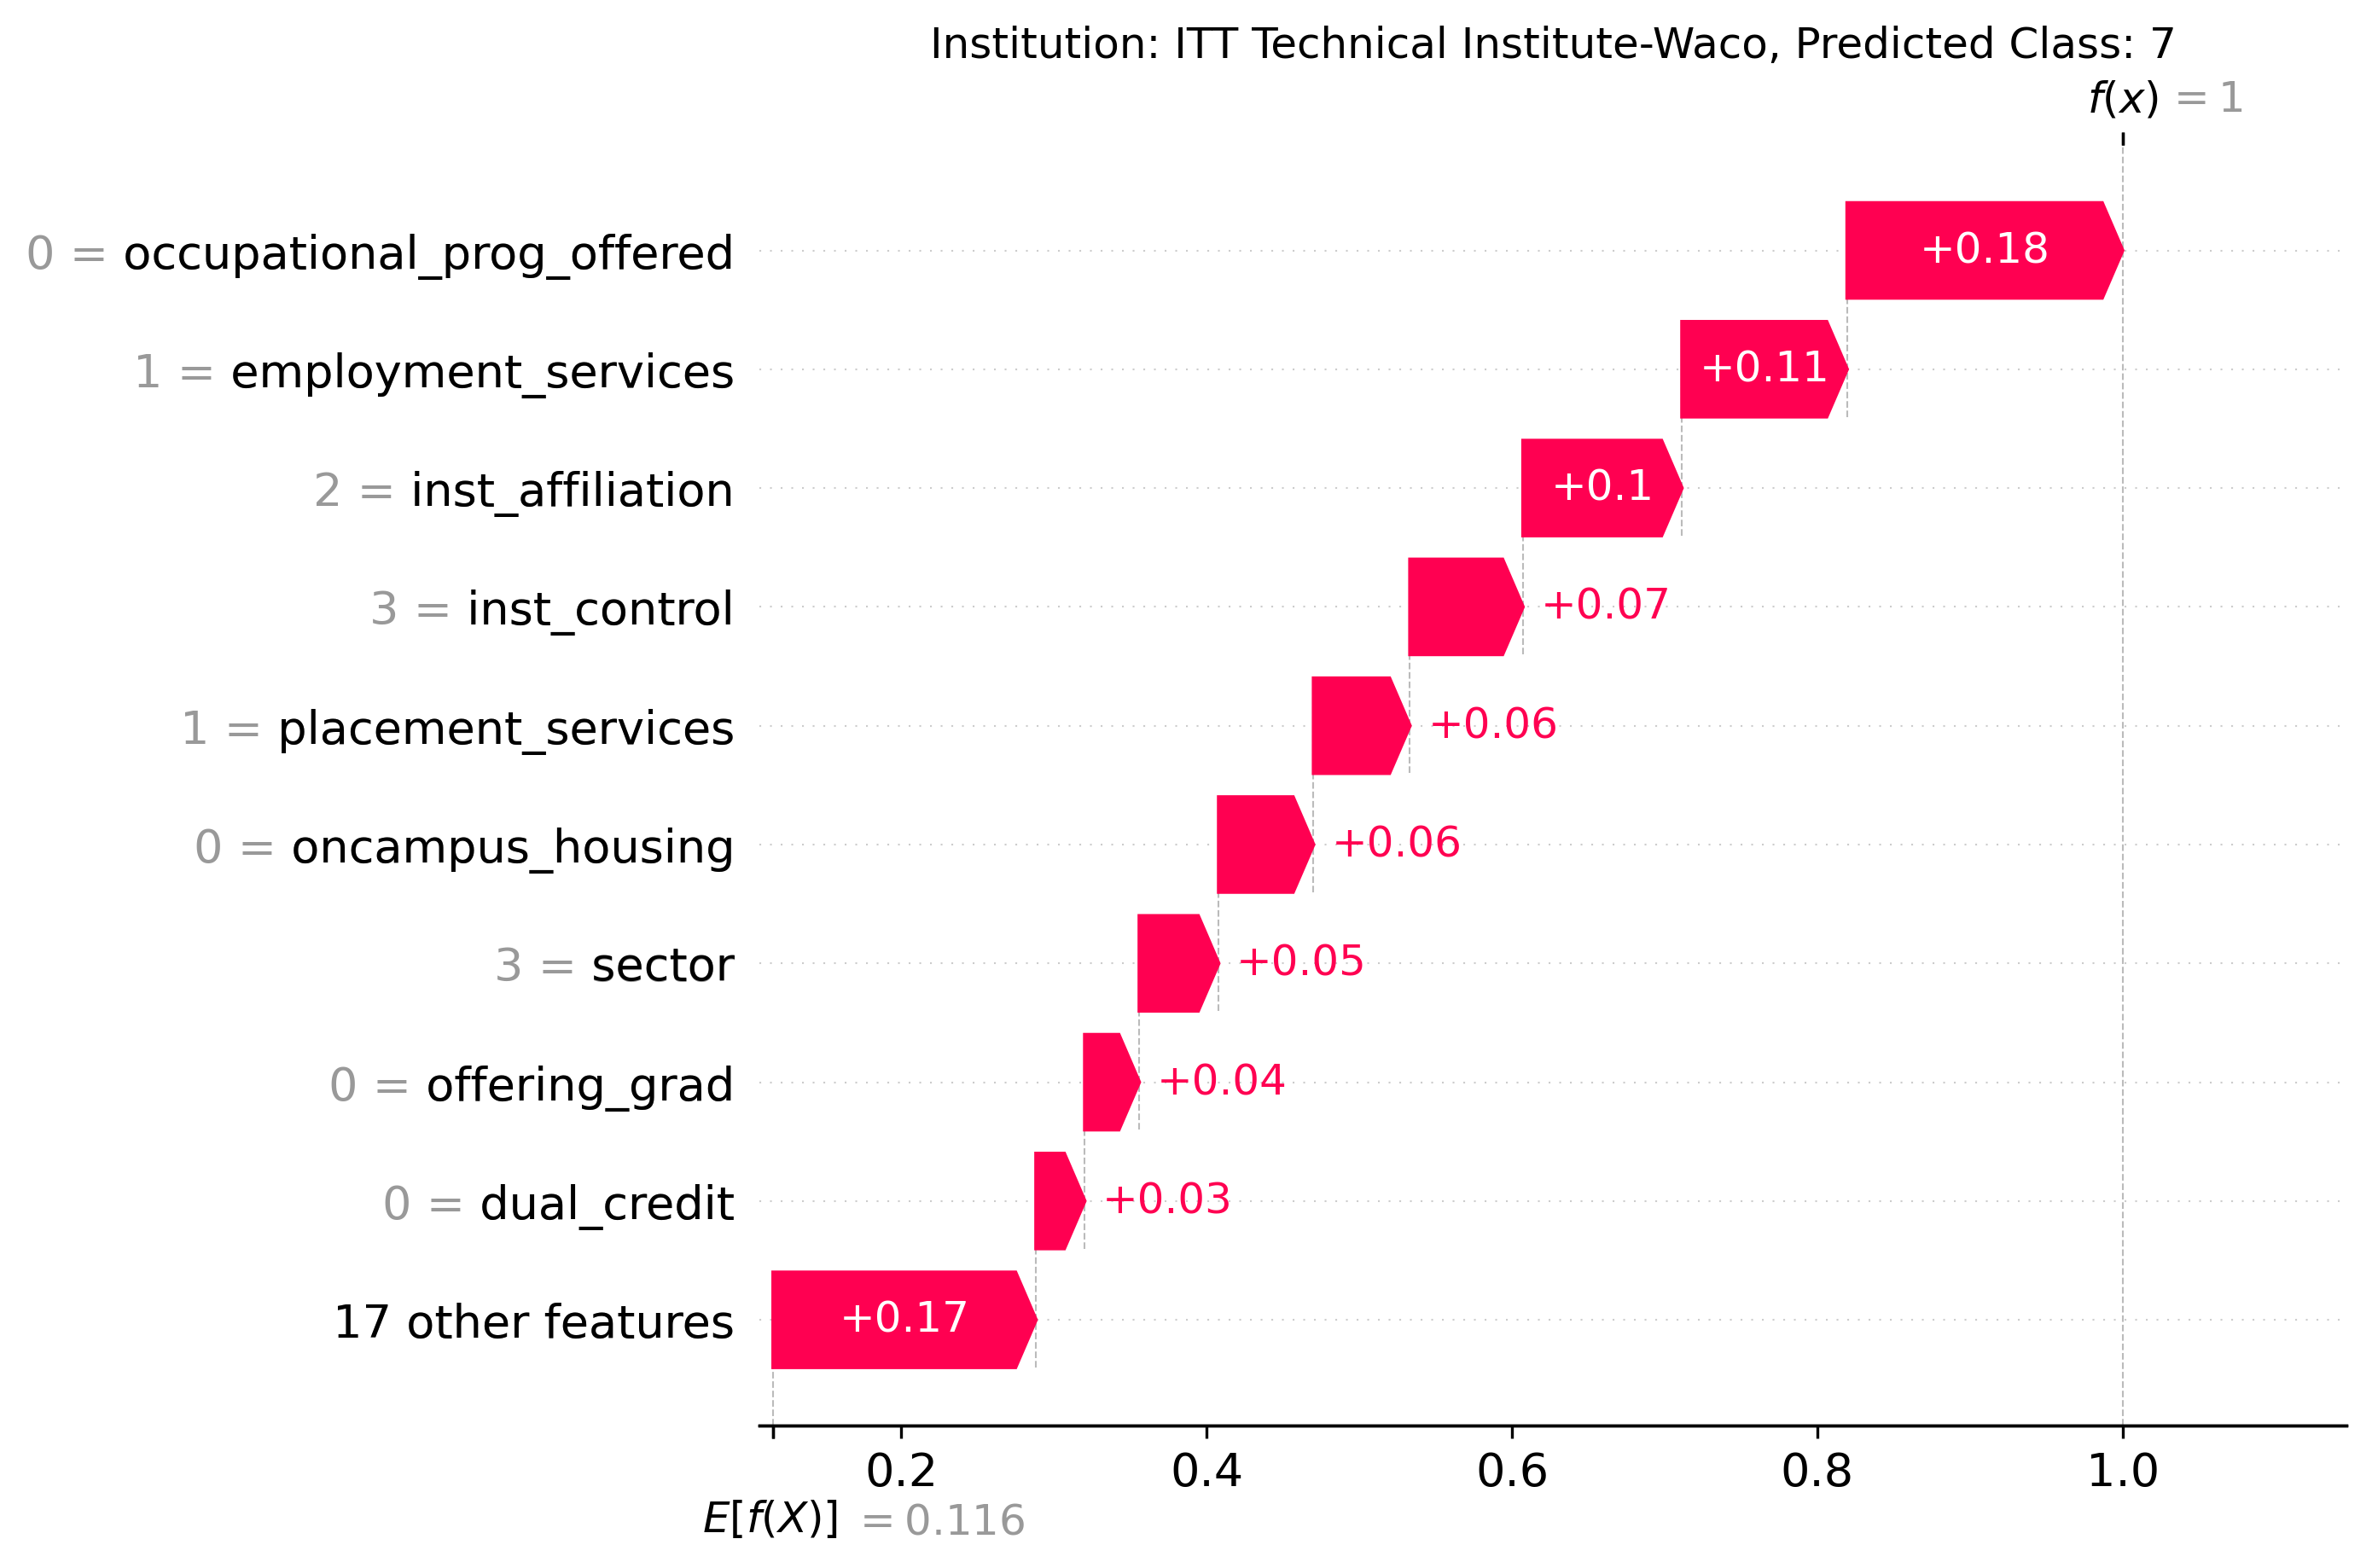 Institution: ITT Technical Institute-Waco, Predicted Class: 7
f(x) = 1
0 = occupational_prog_offered +0.18
1 = employment_services +0.11
2 = inst_affiliation +0.1
3 = inst_control +0.07
1 = placement_services +0.06
0 = oncampus_housing +0.06
3 = sector +0.05
0 = offering_grad +0.04
0 = dual_credit +0.03
17 other features +0.17
0.2 0.4 0.6 0.8 1.0
E[f(X)] = 0.116